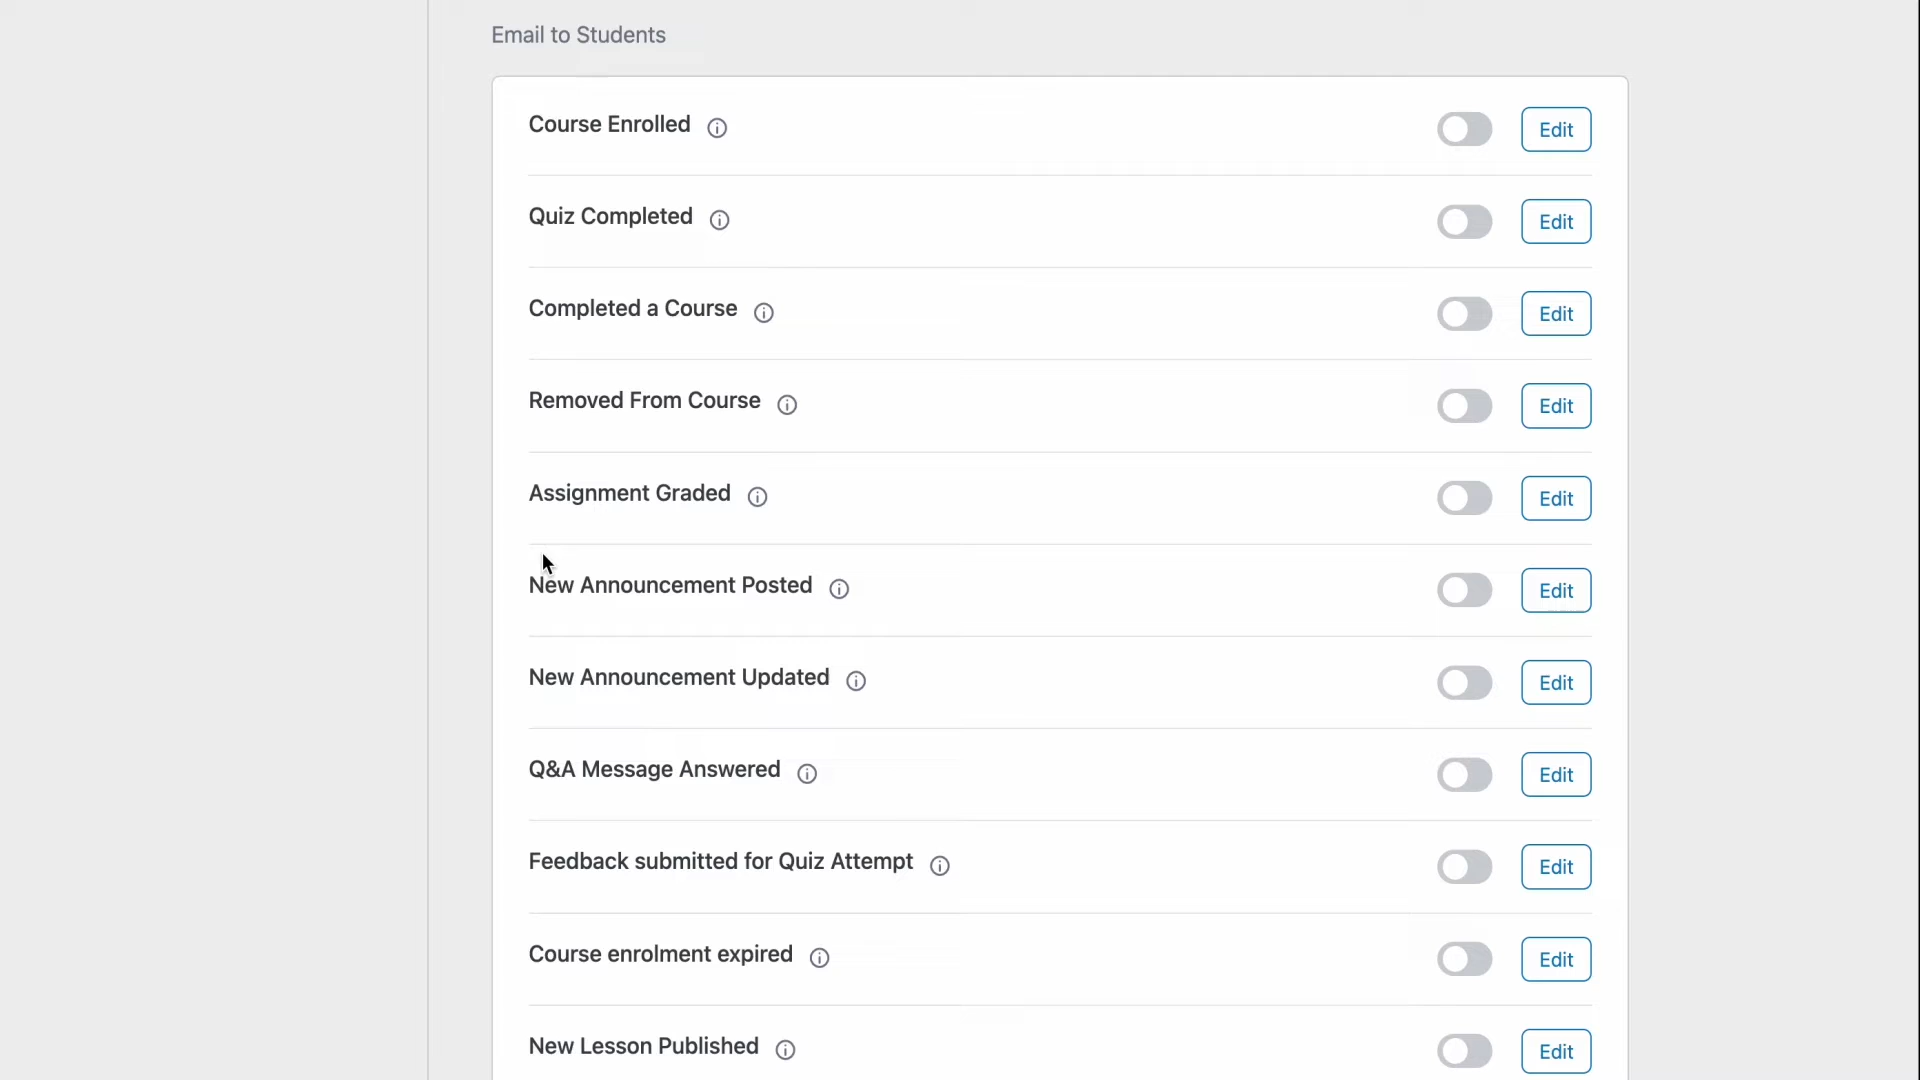 Email to Students
Course Enrolled Edit
Quiz Completed Edit
Completed a Course Edit
Removed From Course Edit
Assignment Graded Edit
New Announcement Posted Edit
New Announcement Updated Edit
Q&A Message Answered Edit
Feedback submitted for Quiz Attempt Edit
Course enrolment expired Edit
New Lesson Published Edit